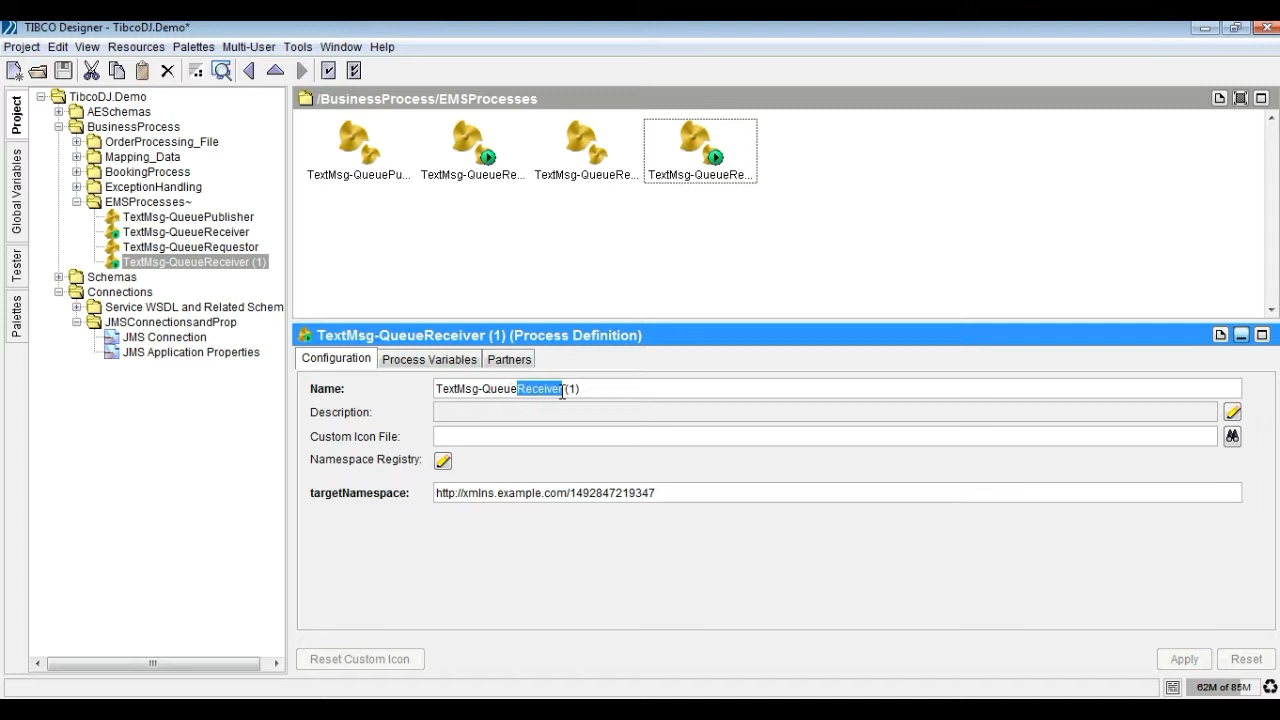 TIBCO Designer - TibcoDJ.Demo*
Project Edit View Resources Palettes Multi-User Tools Window Help
Project
Global Variables
Tester
Palettes
TibcoDJ.Demo
AESchemas
BusinessProcess
OrderProcessing_File
Mapping_Data
BookingProcess
ExceptionHandling
EMSProcesses~
TextMsg-QueuePublisher
TextMsg-QueueReceiver
TextMsg-QueueRequestor
TextMsg-QueueReceiver (1)
Schemas
Connections
Service WSDL and Related Schem
JMSConnectionsandProp
JMS Connection
JMS Application Properties
/BusinessProcess/EMSProcesses
TextMsg-QueuePu... TextMsg-QueueRe... TextMsg-QueueRe... TextMsg-QueueRe...
TextMsg-QueueReceiver (1) (Process Definition)
Configuration Process Variables Partners
Name: TextMsg-QueueReceiver (1)
Description:
Custom Icon File:
Namespace Registry:
targetNamespace: http://xmlns.example.com/1492847219347
Reset Custom Icon Apply Reset
62M of 85M